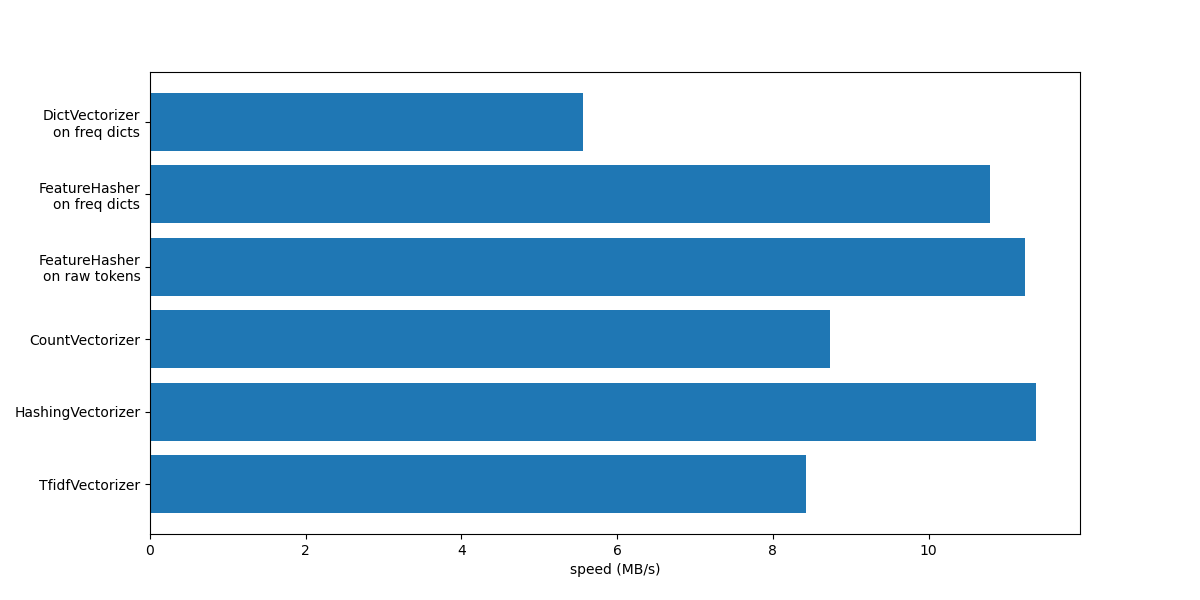 DictVectorizer
on freq dicts
FeatureHasher
on freq dicts
FeatureHasher
on raw tokens
CountVectorizer
HashingVectorizer
TfidfVectorizer
0 2 4 6 8 10
speed (MB/s)